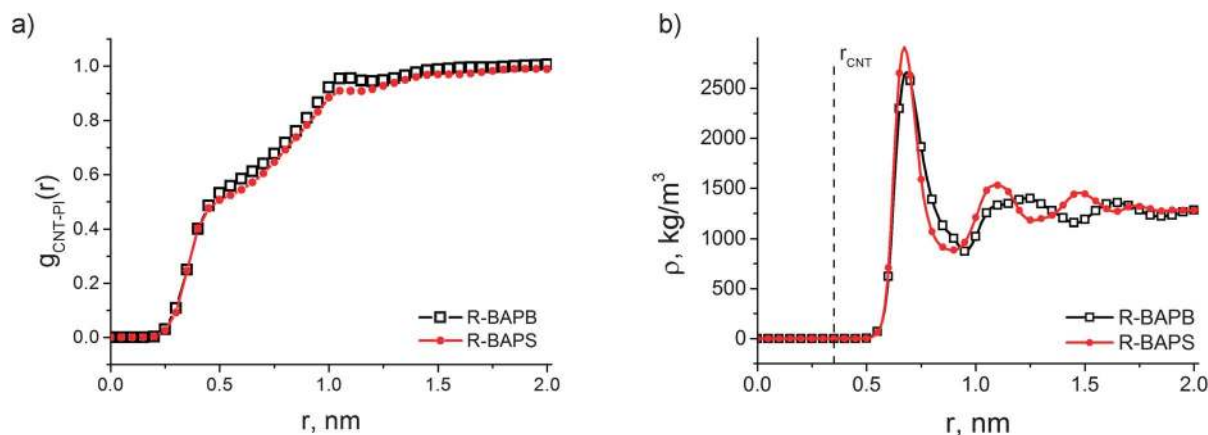 a)
g_CNT-PI(r)
1.0
0.8
0.6
0.4
0.2
0.0
0.0 0.5 1.0 1.5 2.0
r, nm
R-BAPB
R-BAPS
b)
ρ, kg/m³
2500
2000
1500
1000
500
0
0.0 0.5 1.0 1.5 2.0
r, nm
r_CNT
R-BAPB
R-BAPS